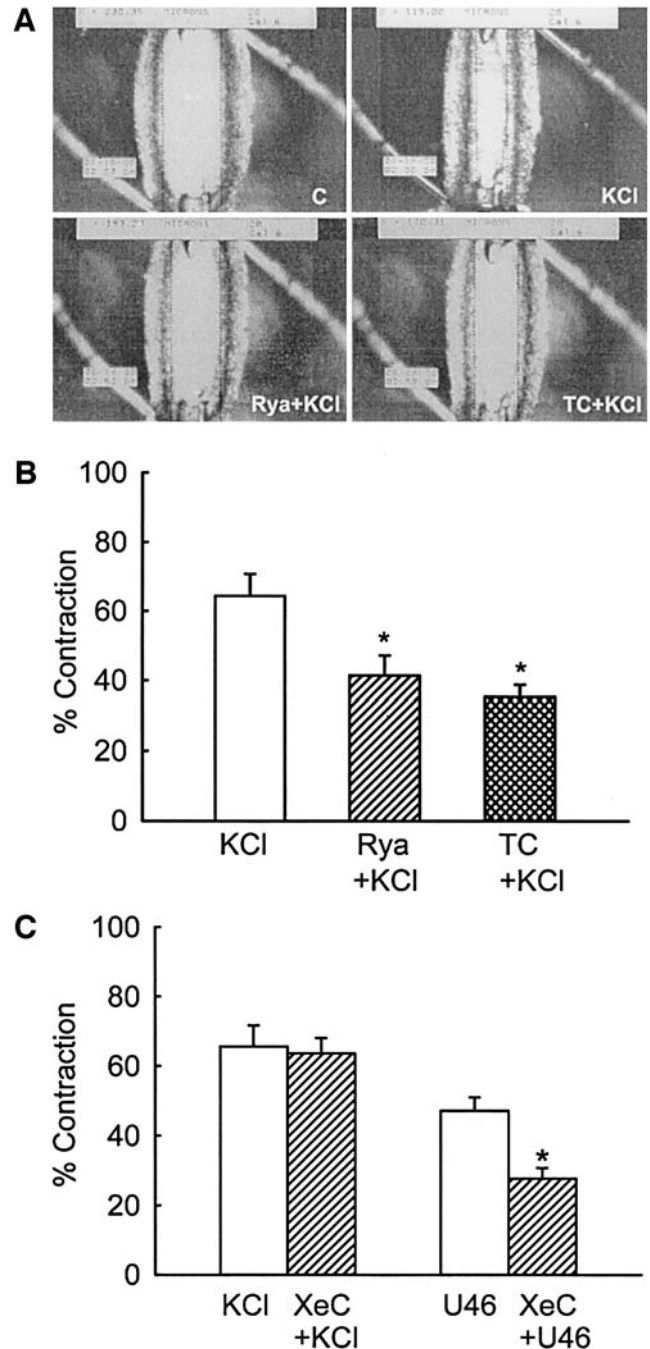 A
C
KCl
Rya+KCl
TC+KCl
B
100
80
60
40
20
0
% Contraction
*
*
KCl
Rya
+KCl
TC
+KCl
C
100
80
60
40
20
0
% Contraction
*
KCl
XeC
+KCl
U46
XeC
+U46